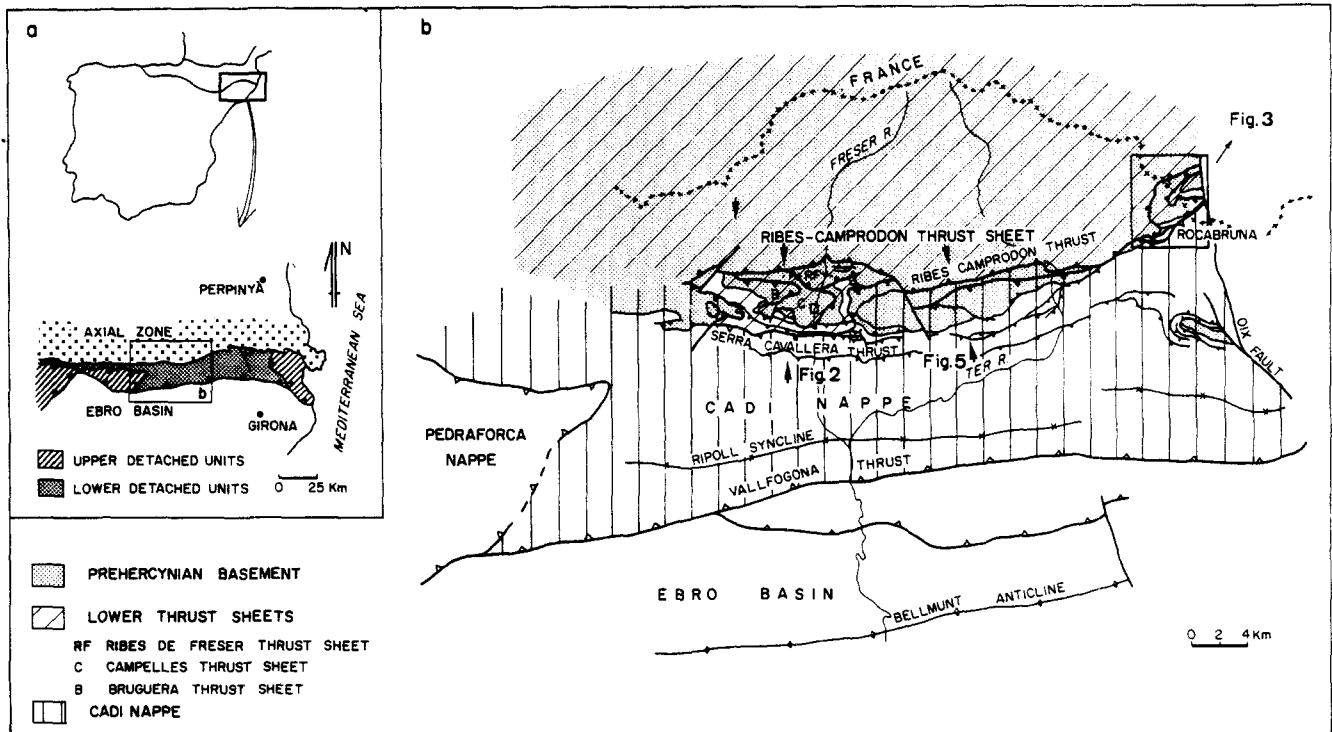 a
N
PERPINYA
AXIAL ZONE
b
EBRO BASIN
GIRONA
MEDITERRANEAN SEA
UPPER DETACHED UNITS
LOWER DETACHED UNITS
0 25 Km
PREHERCYNIAN BASEMENT
LOWER THRUST SHEETS
RF RIBES DE FRESER THRUST SHEET
C CAMPELLES THRUST SHEET
B BRUGUERA THRUST SHEET
CADI NAPPE
b
FRANCE
Fig. 3
FRESER R.
RIBES-CAMPRODON THRUST SHEET
RIBES CAMPRODON THRUST
ROCABRUNA
RF
B
C
SERRA CAVALLERA THRUST
Fig. 2
Fig. 5
TER R.
OIX FAULT
CADI NAPPE
PEDRAFORCA
NAPPE
RIPOLL SYNCLINE
VALLFOGONA THRUST
EBRO BASIN
BELLMUNT ANTICLINE
0 2 4 Km